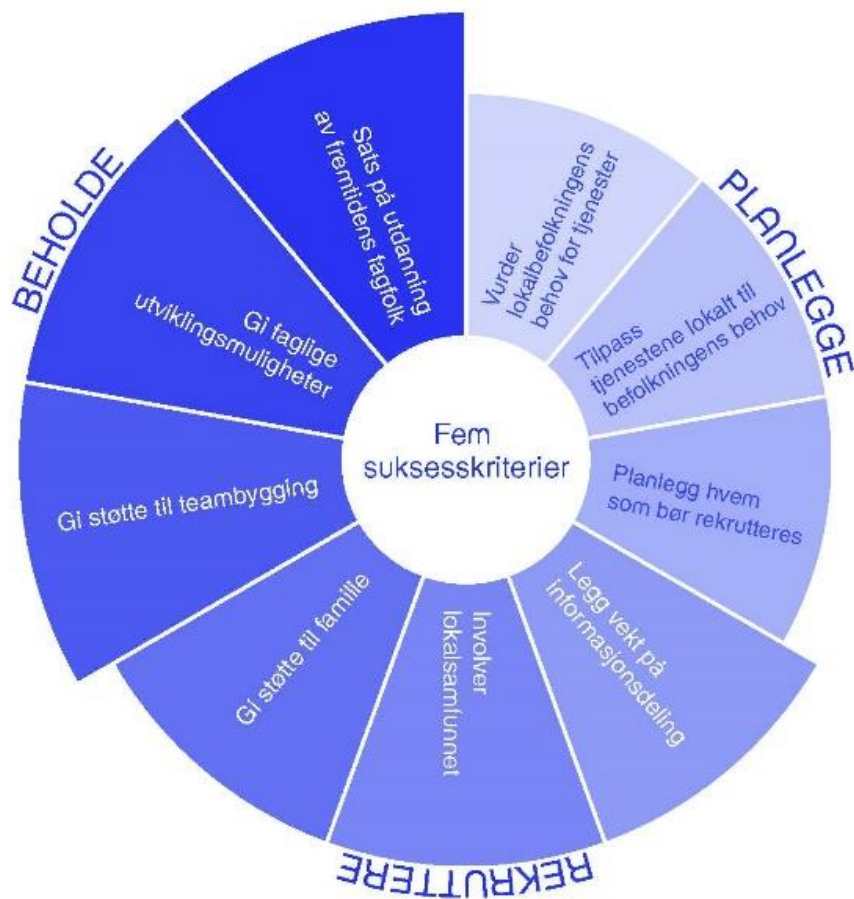 Fem
suksesskriterier
PLANLEGGE
Vurder
lokalbefolkningens
behov for tjenester
Tilpass
tjenestene lokalt til
befolkningens behov
Planlegg hvem
som bør rekrutteres
REKRUTTERE
Legg vekt på
informasjonsdeling
Involver
lokalsamfunnet
Gi støtte til familie
BEHOLDE
Gi støtte til teambygging
Gi faglige
utviklingsmuligheter
Sats på utdanning
av fremtidens fagfolk